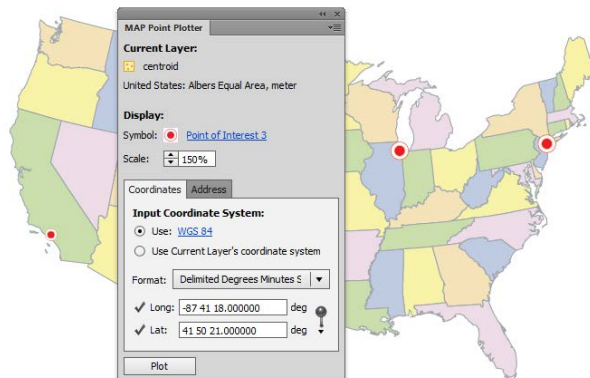 MAP Point Plotter
Current Layer:
centroid
United States: Albers Equal Area, meter
Display:
Symbol: Point of Interest 3
Scale: 150%
Coordinates Address
Input Coordinate System:
Use: WGS 84
Use Current Layer's coordinate system
Format: Delimited Degrees Minutes S
Long: -87 41 18.000000 deg
Lat: 41 50 21.000000 deg
Plot